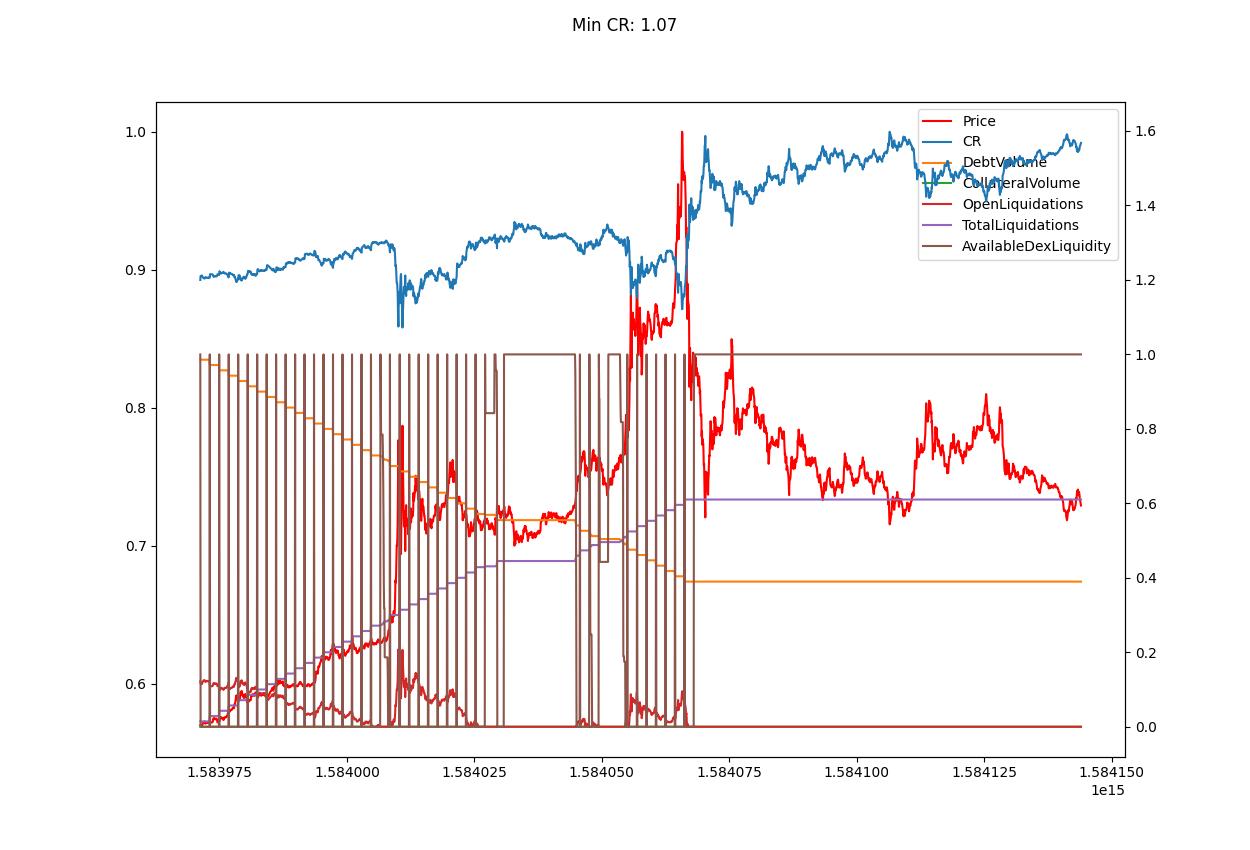 Min CR: 1.07
1.0
0.9
0.8
0.7
0.6
1.6
1.4
1.2
1.0
0.8
0.6
0.4
0.2
0.0
Price
CR
DebtVolume
CollateralVolume
OpenLiquidations
TotalLiquidations
AvailableDexLiquidity
1.583975 1.584000 1.584025 1.584050 1.584075 1.584100 1.584125 1.584150
1e15